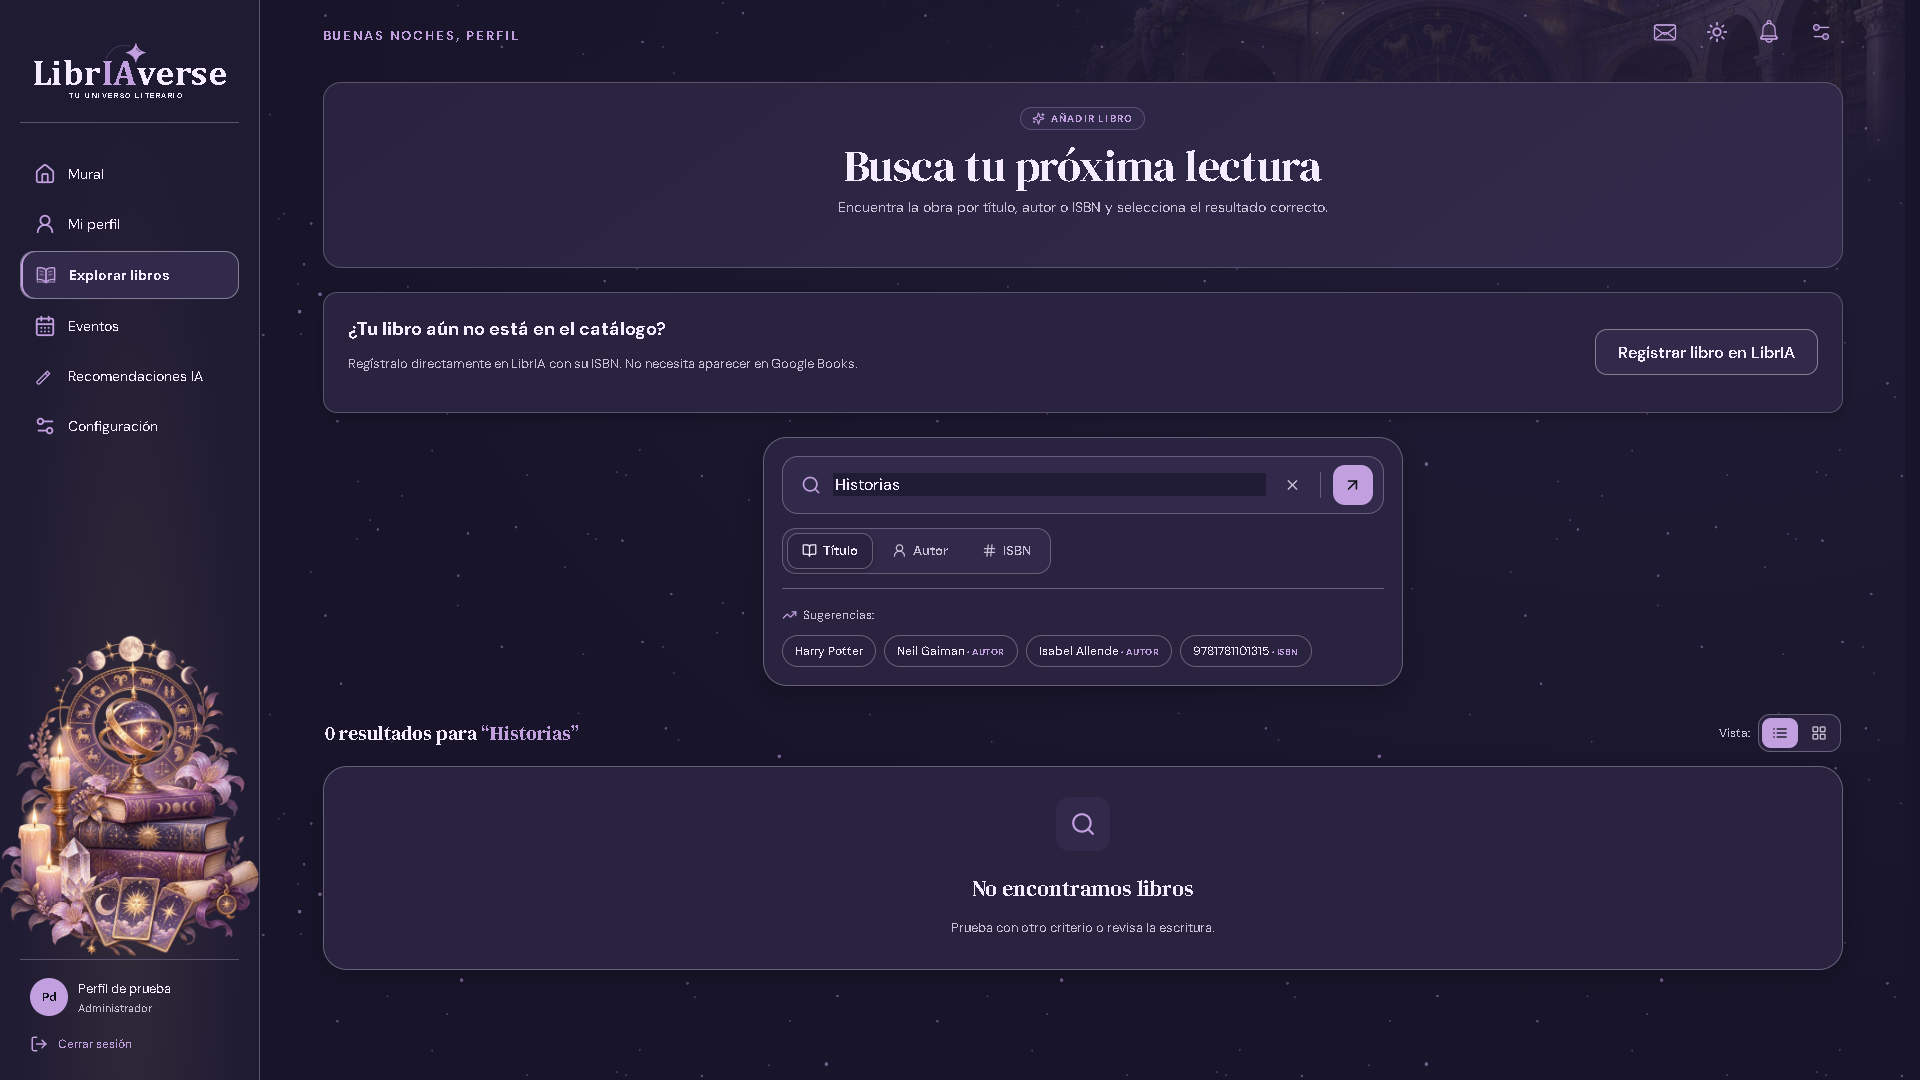 LibrIAverse
TU UNIVERSO LITERARIO
Mural
Mi perfil
Explorar libros
Eventos
Recomendaciones IA
Configuración
Pd
Perfil de prueba
Administrador
Cerrar sesión
BUENAS NOCHES, PERFIL
AÑADIR LIBRO
Busca tu próxima lectura
Encuentra la obra por título, autor o ISBN y selecciona el resultado correcto.
¿Tu libro aún no está en el catálogo?
Regístralo directamente en LibrIA con su ISBN. No necesita aparecer en Google Books.
Registrar libro en LibrIA
Historias
Título Autor ISBN
Sugerencias:
Harry Potter Neil Gaiman · AUTOR Isabel Allende · AUTOR 9781781101315 · ISBN
0 resultados para “Historias”
Vista:
No encontramos libros
Prueba con otro criterio o revisa la escritura.